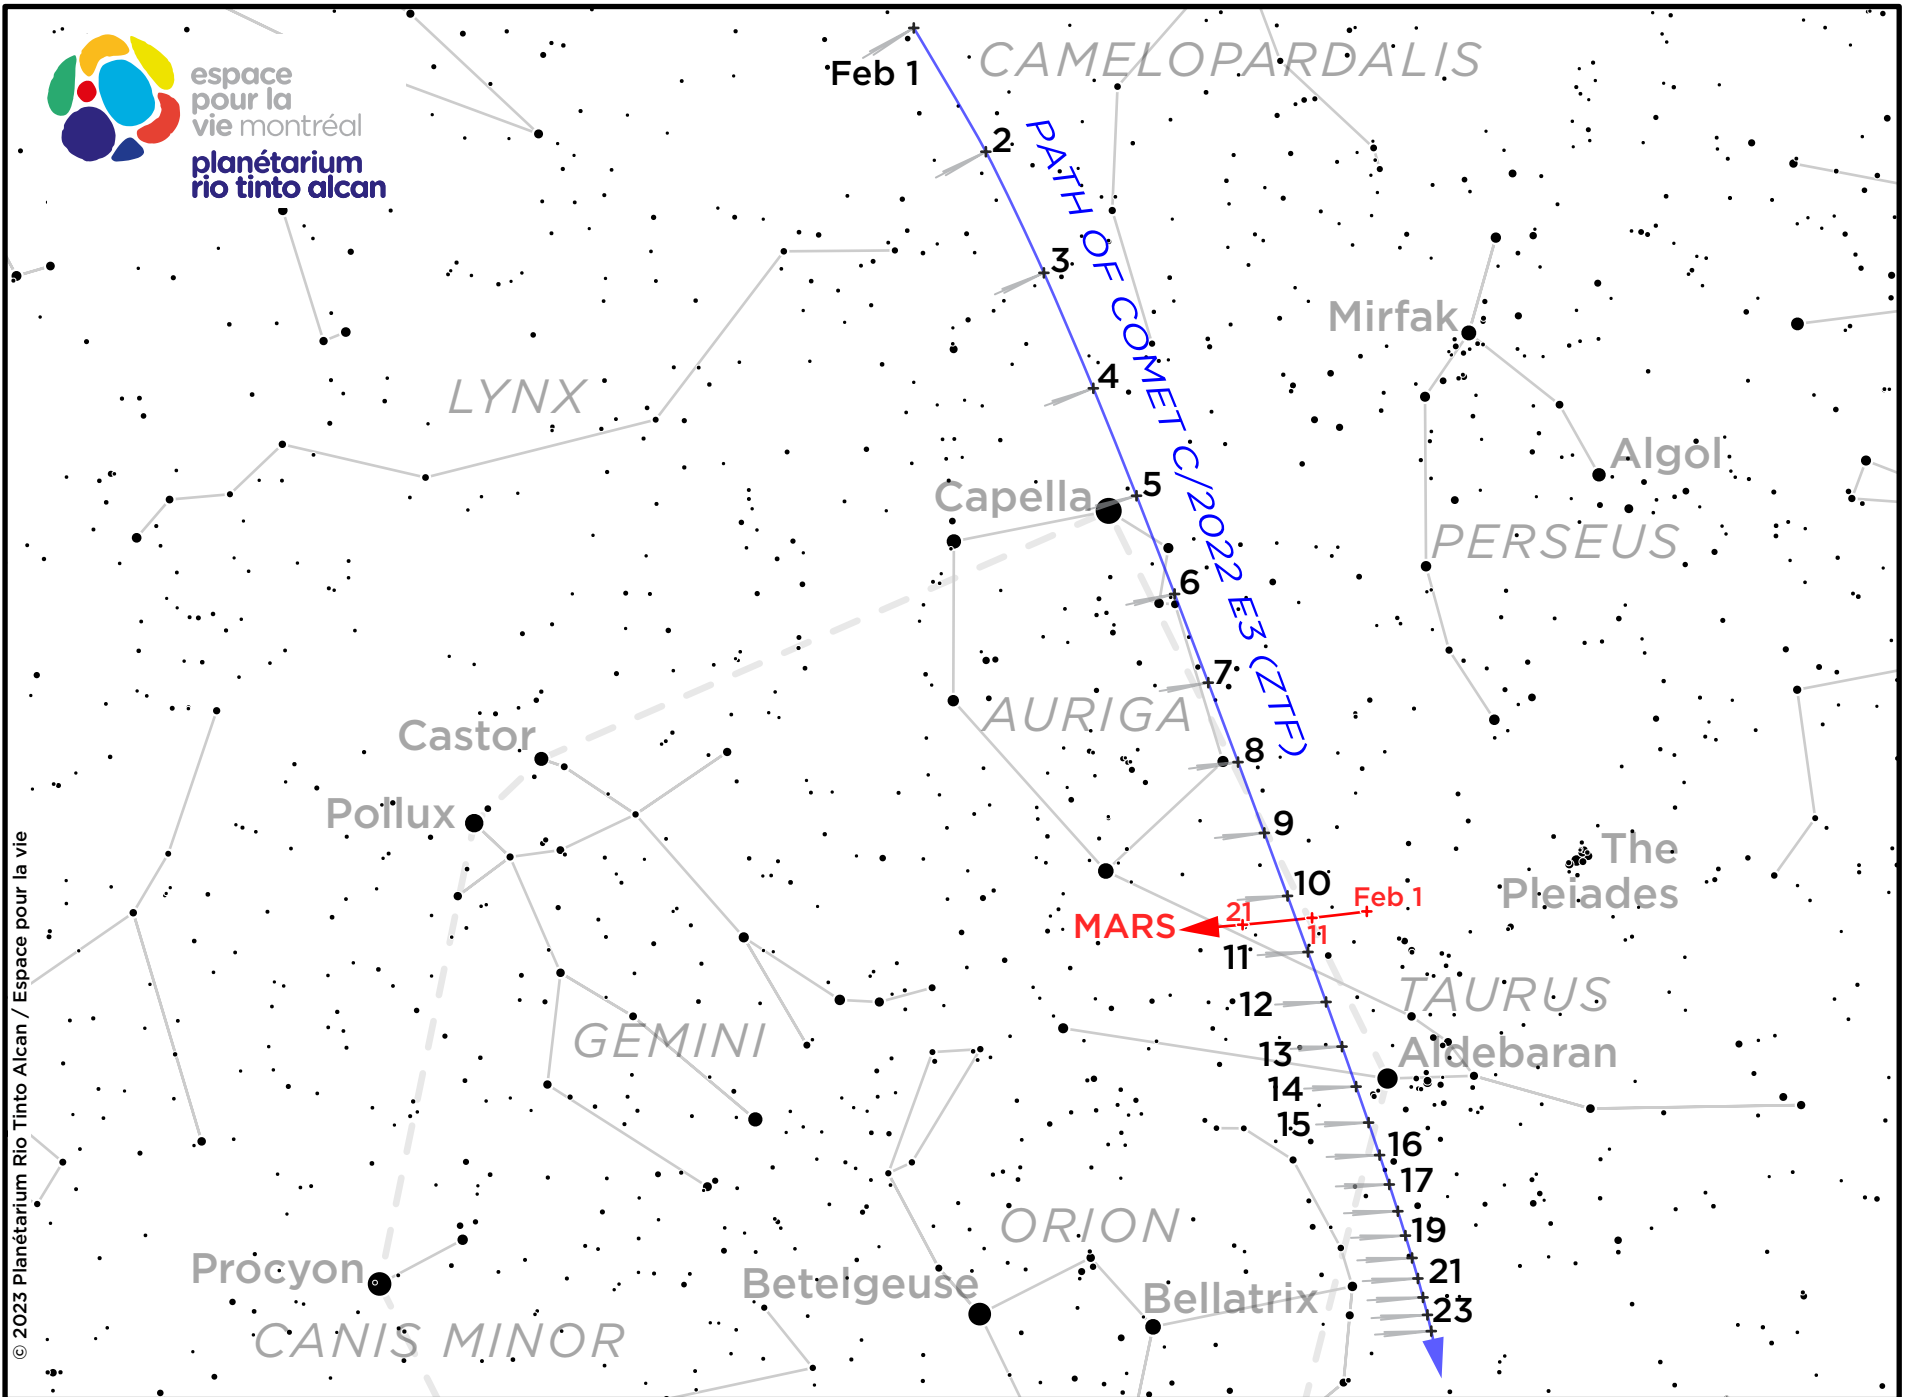 espace
pour la
vie montréal
planétarium
rio tinto alcan
Feb 1
CAMELOPARDALIS
2
PATH OF COMET C/2022 E3 (ZTF)
3
Mirfak
4
LYNX
Algol
5
Capella
PERSEUS
6
7
AURIGA
Castor
8
Pollux
9
The
Pleiades
10
Feb 1
21
MARS
11
11
TAURUS
12
GEMINI
13
Aldebaran
14
15
16
17
ORION
19
Procyon
21
Betelgeuse
Bellatrix
23
CANIS MINOR
© 2023 Planétarium Rio Tinto Alcan / Espace pour la vie